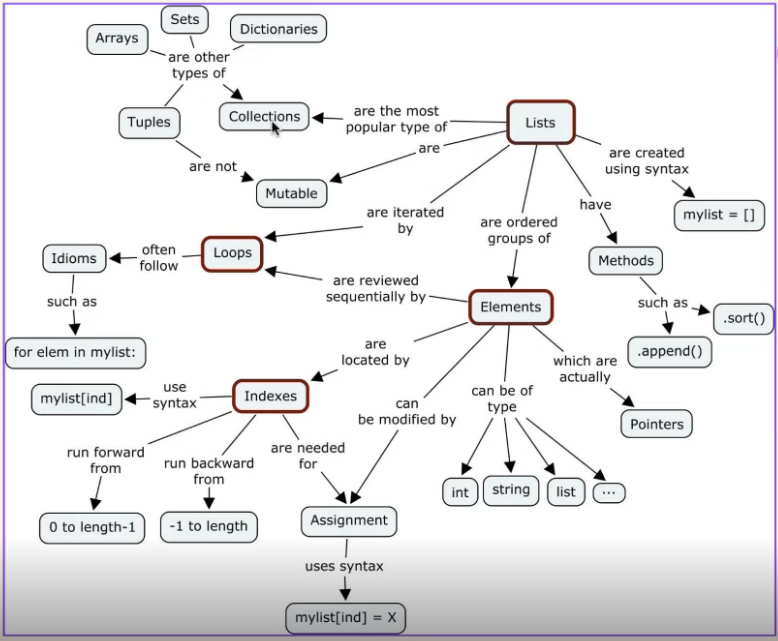 Sets
Arrays
Dictionaries
are other
types of
Tuples
Collections
are the most
popular type of
Lists
are
are not
Mutable
are created
using syntax
mylist = []
have
are iterated
by
are ordered
groups of
Methods
Idioms
often
follow
Loops
such as
are reviewed
sequentially by
Elements
such as
.sort()
.append()
for elem in mylist:
are
located by
which are
actually
mylist[ind]
use
syntax
Indexes
can
be modified by
can be of
type
Pointers
run forward
from
run backward
from
are needed
for
int
string
list
...
0 to length-1
-1 to length
Assignment
uses syntax
mylist[ind] = X